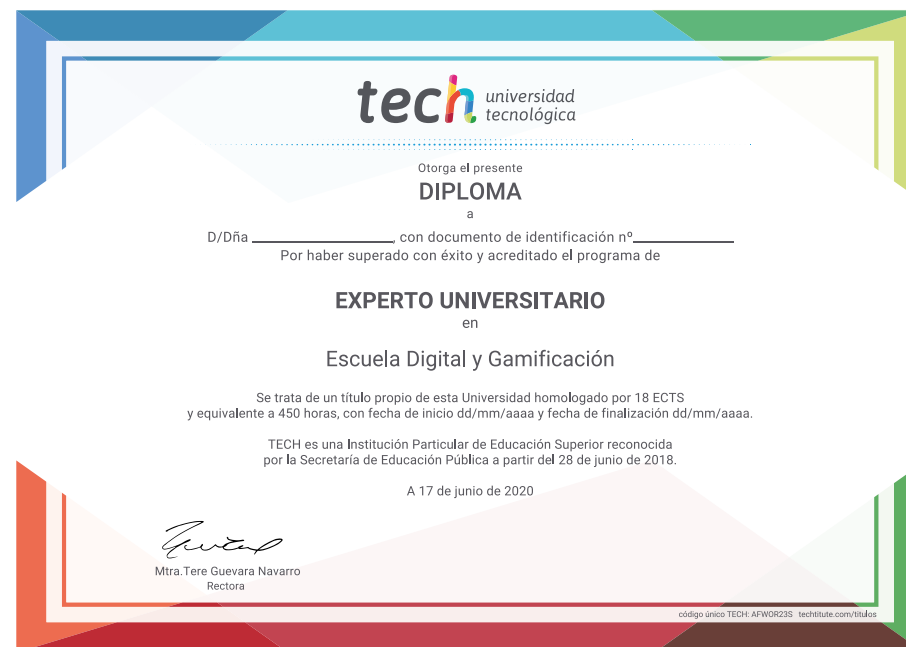 tech universidad
tecnológica
Otorga el presente
DIPLOMA
a
D/Dña ____________________, con documento de identificación nº______________
Por haber superado con éxito y acreditado el programa de
EXPERTO UNIVERSITARIO
en
Escuela Digital y Gamificación
Se trata de un título propio de esta Universidad homologado por 18 ECTS
y equivalente a 450 horas, con fecha de inicio dd/mm/aaaa y fecha de finalización dd/mm/aaaa.
TECH es una Institución Particular de Educación Superior reconocida
por la Secretaría de Educación Pública a partir del 28 de junio de 2018.
A 17 de junio de 2020
Mtra.Tere Guevara Navarro
Rectora
código único TECH: AFWOR23S techtitute.com/titulos